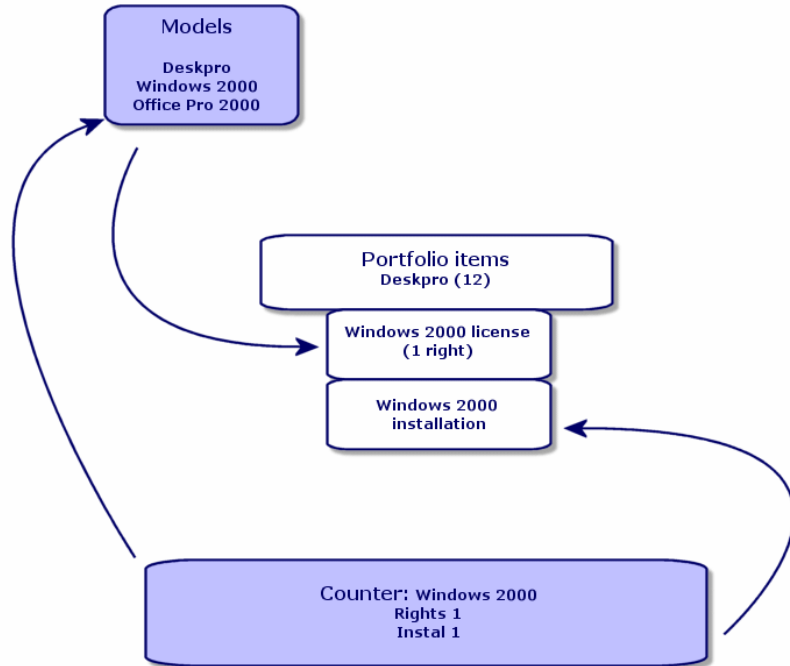 Models
Deskpro
Windows 2000
Office Pro 2000
Portfolio items
Deskpro (12)
Windows 2000 license
(1 right)
Windows 2000
installation
Counter: Windows 2000
Rights 1
Instal 1